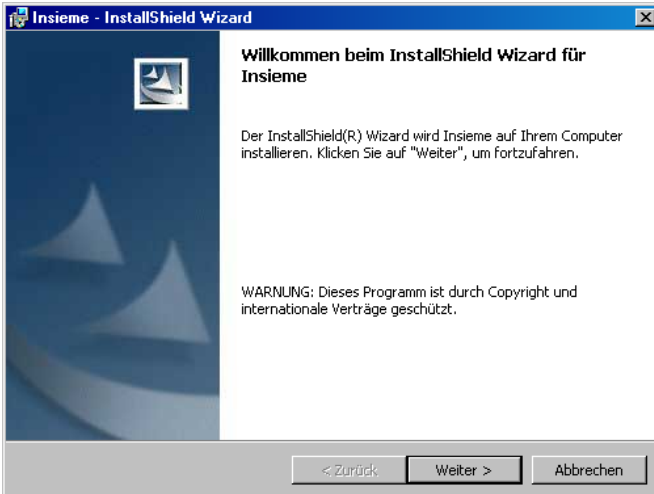 Insieme - InstallShield Wizard
Willkommen beim InstallShield Wizard für
Insieme
Der InstallShield(R) Wizard wird Insieme auf Ihrem Computer
installieren. Klicken Sie auf "Weiter", um fortzufahren.
WARNUNG: Dieses Programm ist durch Copyright und
internationale Verträge geschützt.
< Zurück
Weiter >
Abbrechen